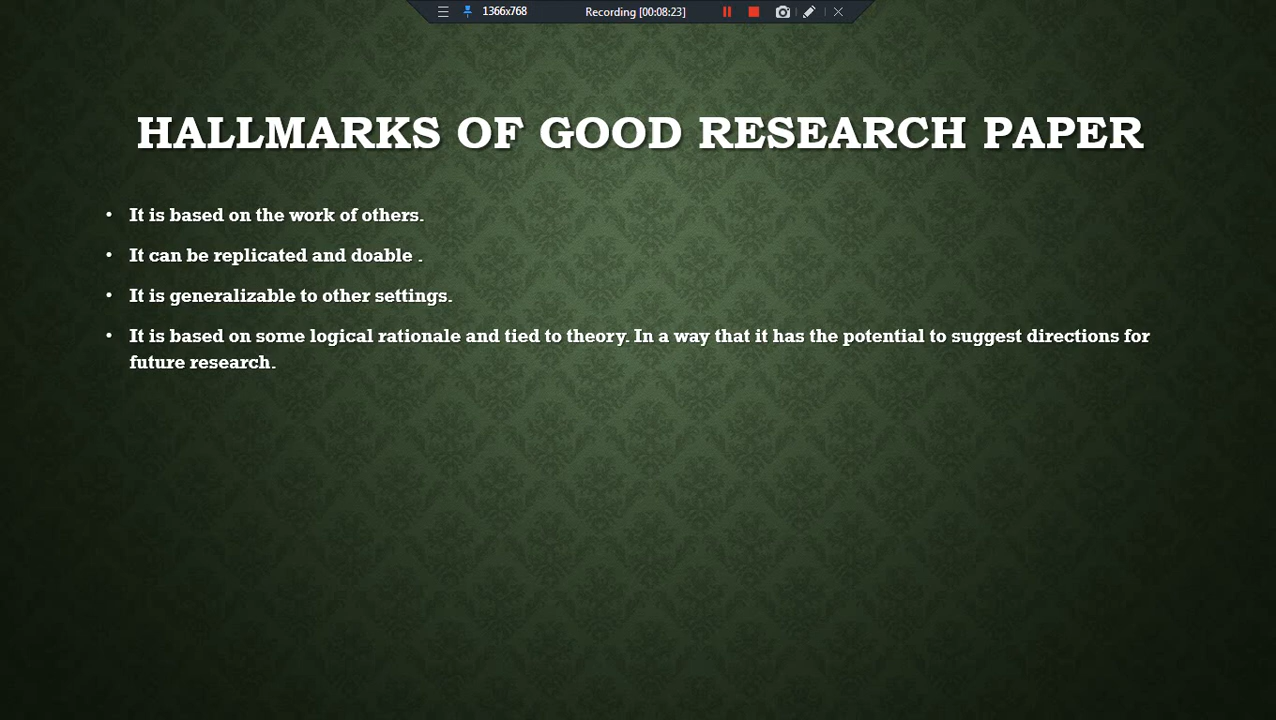 1366x768 Recording [00:08:23]
HALLMARKS OF GOOD RESEARCH PAPER
• It is based on the work of others.
• It can be replicated and doable .
• It is generalizable to other settings.
• It is based on some logical rationale and tied to theory. In a way that it has the potential to suggest directions for
future research.